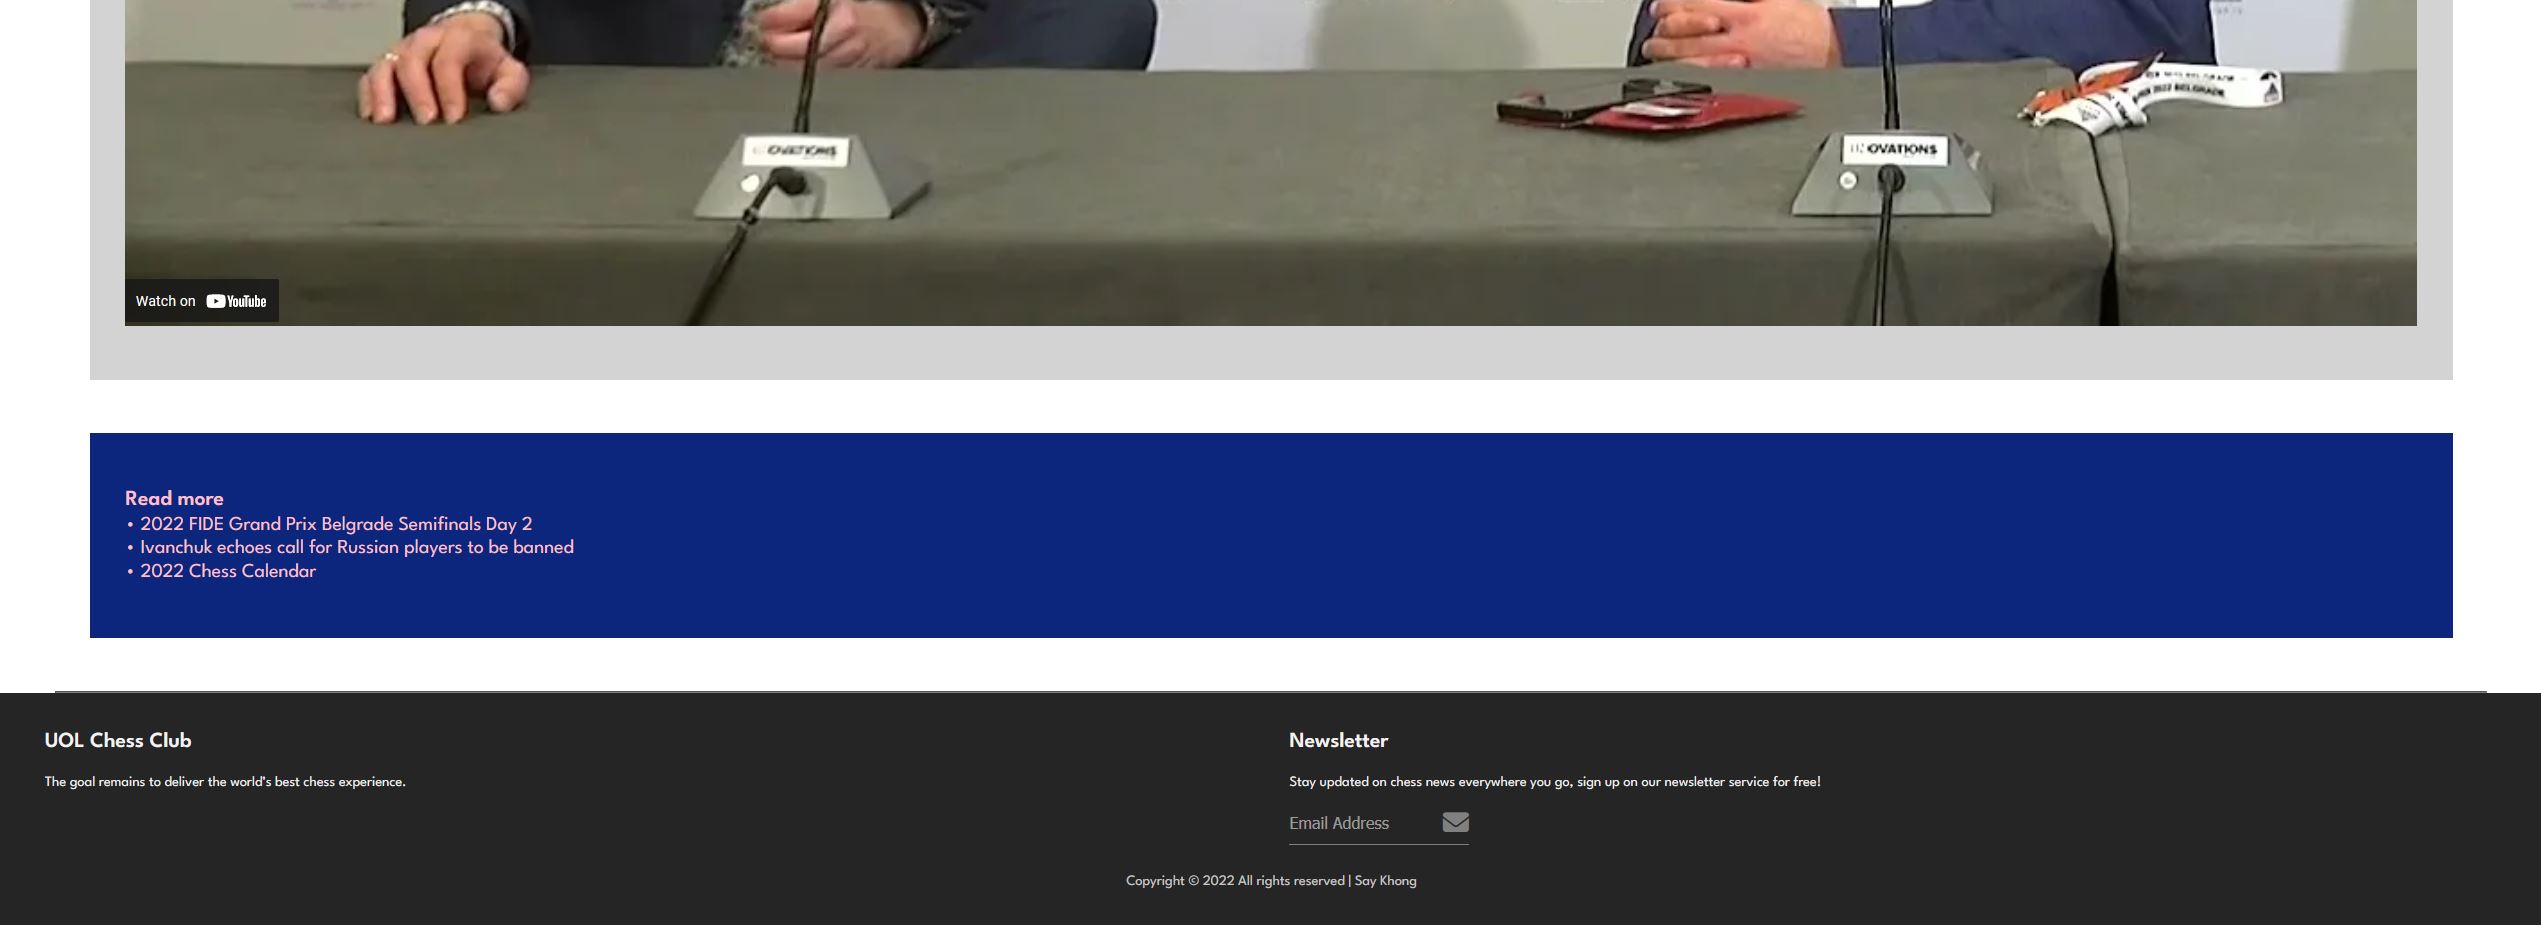 OVATIONS
OVATIONS
2022 BELGRADE
Watch on YouTube
Read more
• 2022 FIDE Grand Prix Belgrade Semifinals Day 2
• Ivanchuk echoes call for Russian players to be banned
• 2022 Chess Calendar
UOL Chess Club
The goal remains to deliver the world's best chess experience.
Newsletter
Stay updated on chess news everywhere you go, sign up on our newsletter service for free!
Email Address
Copyright © 2022 All rights reserved | Say Khong